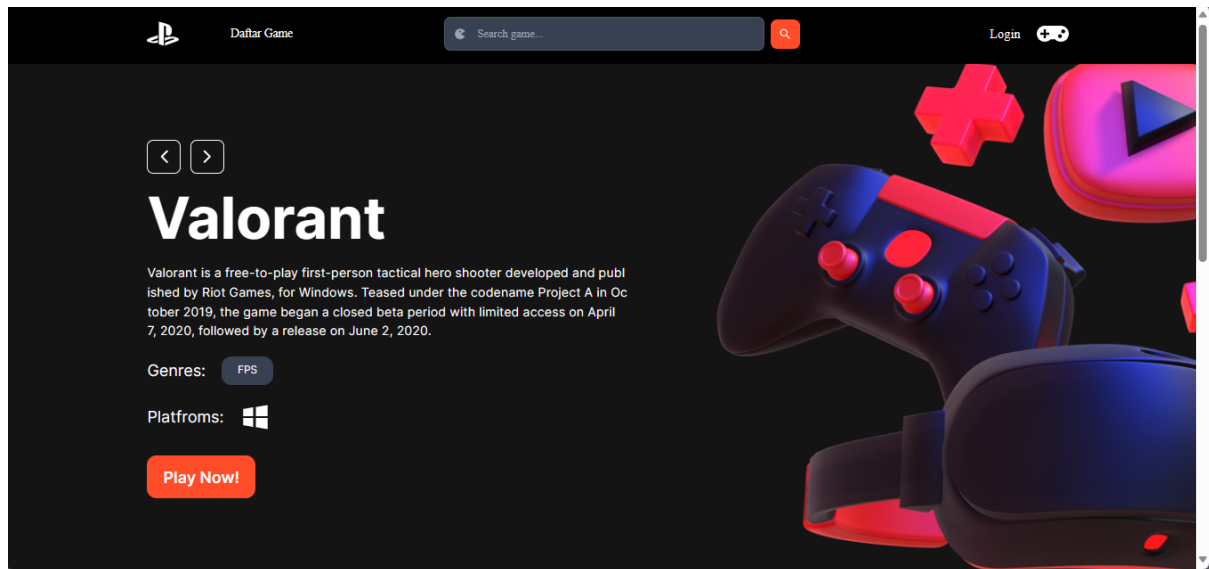 Daftar Game
Search game...
Login
Valorant
Valorant is a free-to-play first-person tactical hero shooter developed and publ
ished by Riot Games, for Windows. Teased under the codename Project A in Oc
tober 2019, the game began a closed beta period with limited access on April
7, 2020, followed by a release on June 2, 2020.
Genres: FPS
Platfroms:
Play Now!